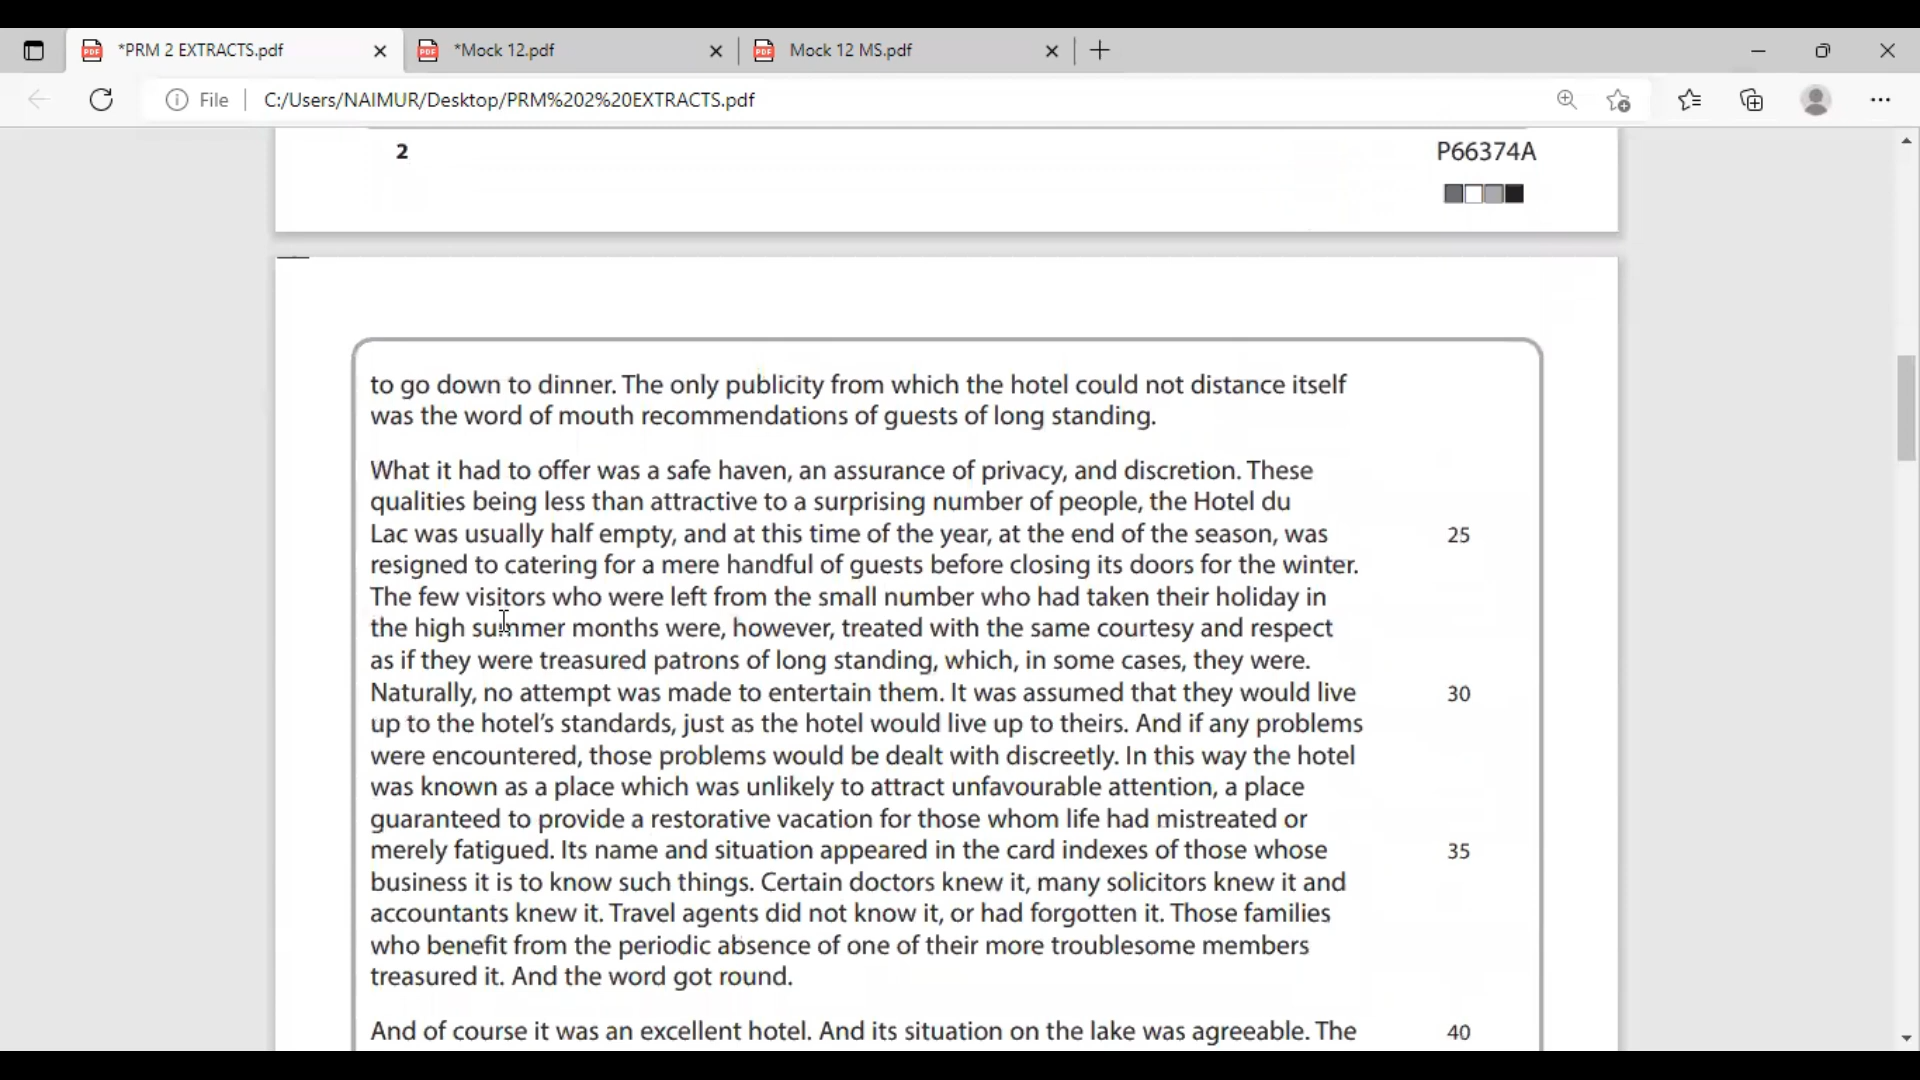 *PRM 2 EXTRACTS.pdf
*Mock 12.pdf
Mock 12 MS.pdf
File
C:/Users/NAIMUR/Desktop/PRM%202%20EXTRACTS.pdf
2
P66374A
to go down to dinner. The only publicity from which the hotel could not distance itself
was the word of mouth recommendations of guests of long standing.
What it had to offer was a safe haven, an assurance of privacy, and discretion. These
qualities being less than attractive to a surprising number of people, the Hotel du
Lac was usually half empty, and at this time of the year, at the end of the season, was 25
resigned to catering for a mere handful of guests before closing its doors for the winter.
The few visitors who were left from the small number who had taken their holiday in
the high summer months were, however, treated with the same courtesy and respect
as if they were treasured patrons of long standing, which, in some cases, they were.
Naturally, no attempt was made to entertain them. It was assumed that they would live 30
up to the hotel's standards, just as the hotel would live up to theirs. And if any problems
were encountered, those problems would be dealt with discreetly. In this way the hotel
was known as a place which was unlikely to attract unfavourable attention, a place
guaranteed to provide a restorative vacation for those whom life had mistreated or
merely fatigued. Its name and situation appeared in the card indexes of those whose 35
business it is to know such things. Certain doctors knew it, many solicitors knew it and
accountants knew it. Travel agents did not know it, or had forgotten it. Those families
who benefit from the periodic absence of one of their more troublesome members
treasured it. And the word got round.
And of course it was an excellent hotel. And its situation on the lake was agreeable. The 40